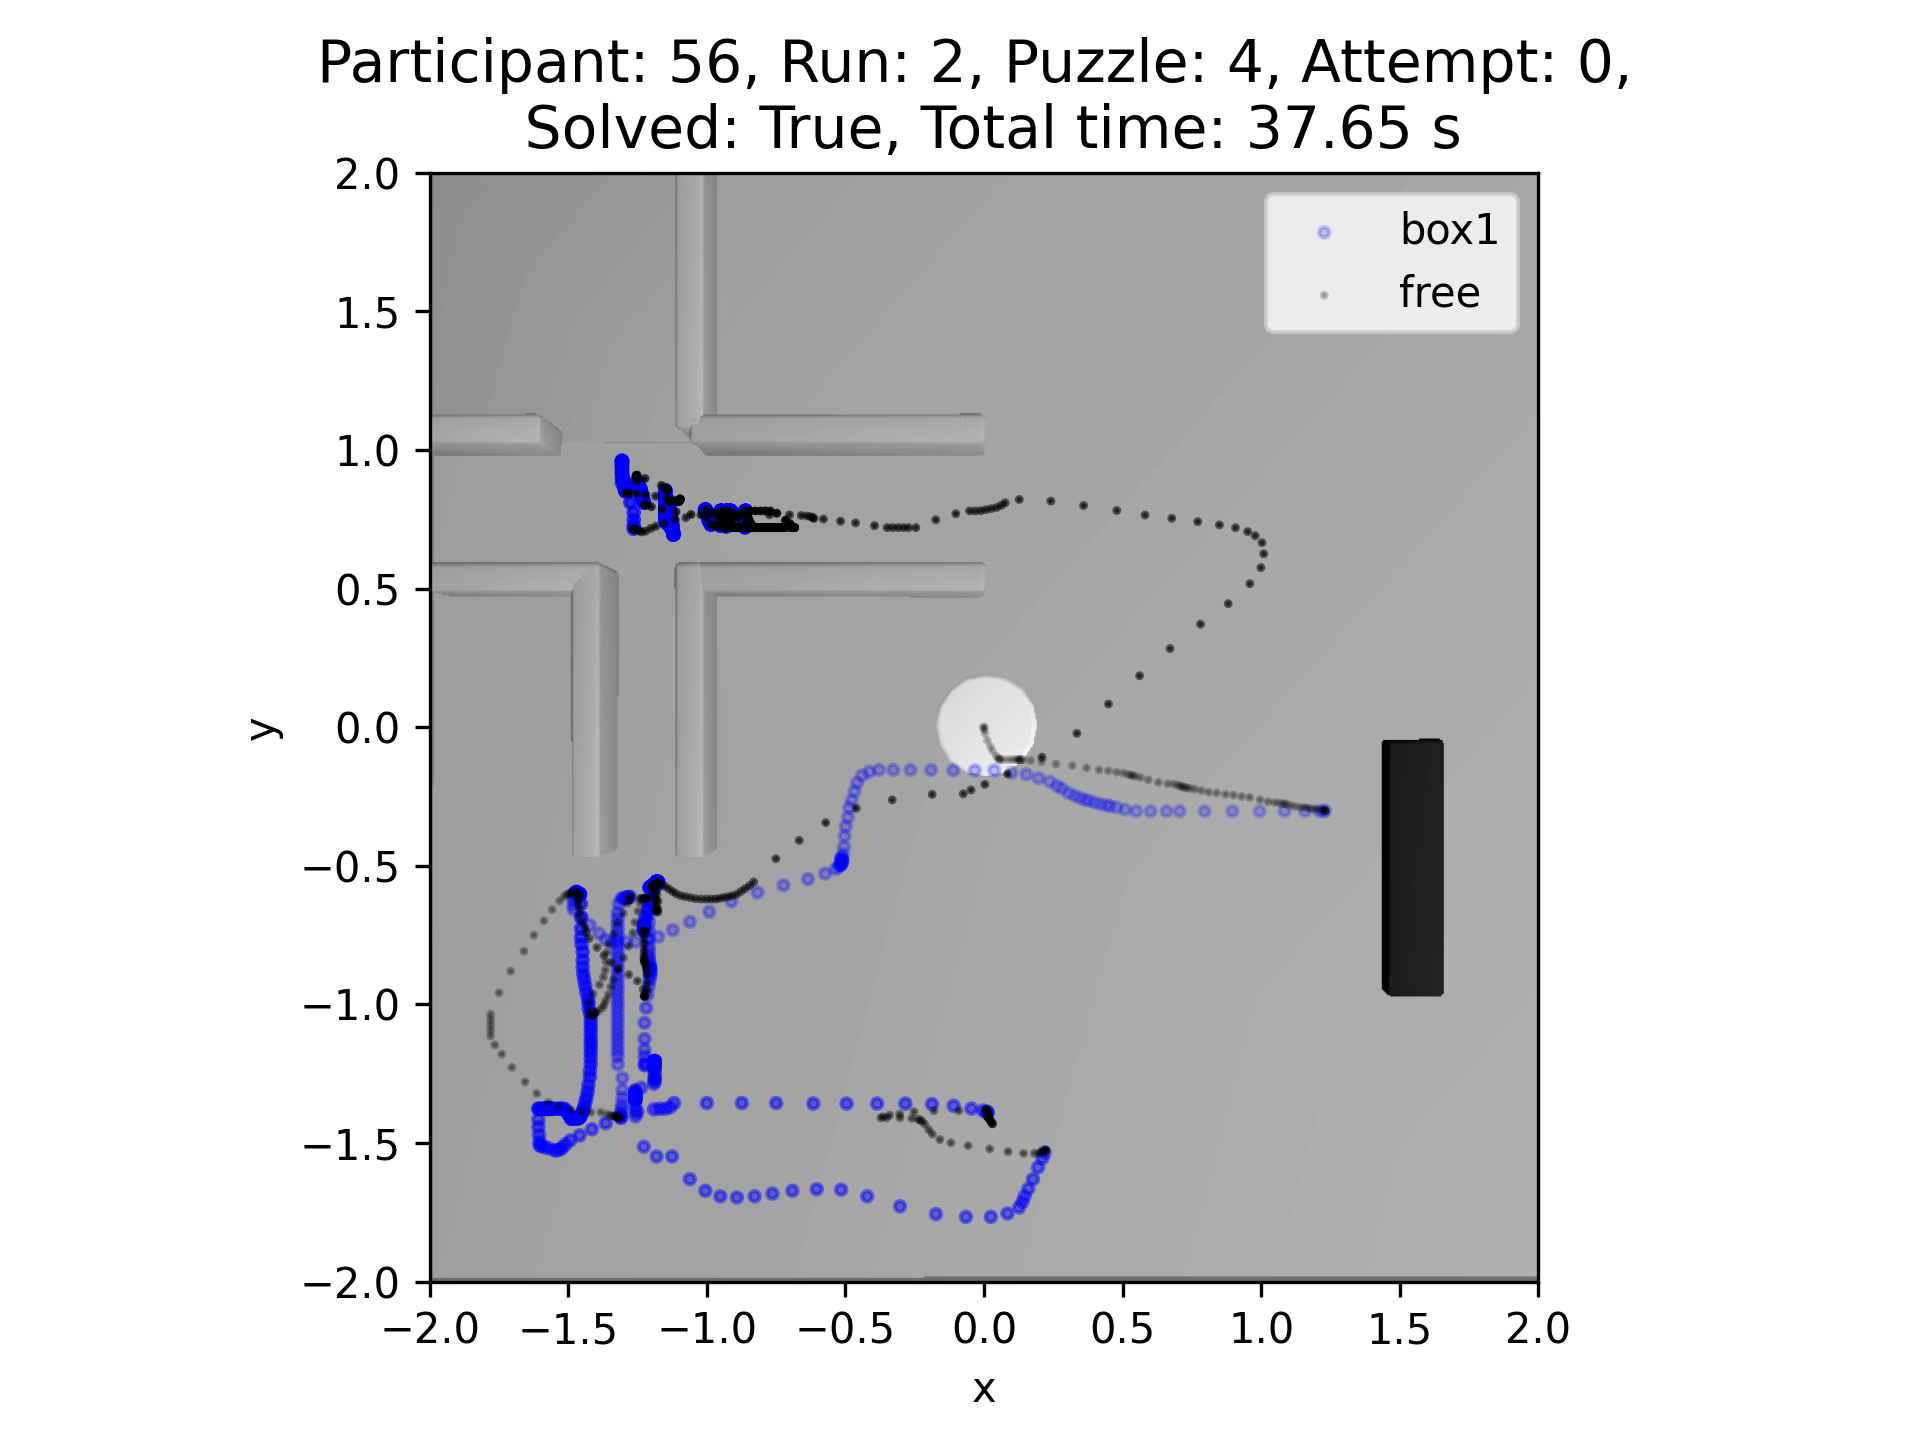 Participant: 56, Run: 2, Puzzle: 4, Attempt: 0,
Solved: True, Total time: 37.65 s
box1
free
2.0
1.5
1.0
0.5
0.0
−0.5
−1.0
−1.5
−2.0
y
−2.0 −1.5 −1.0 −0.5 0.0 0.5 1.0 1.5 2.0
x